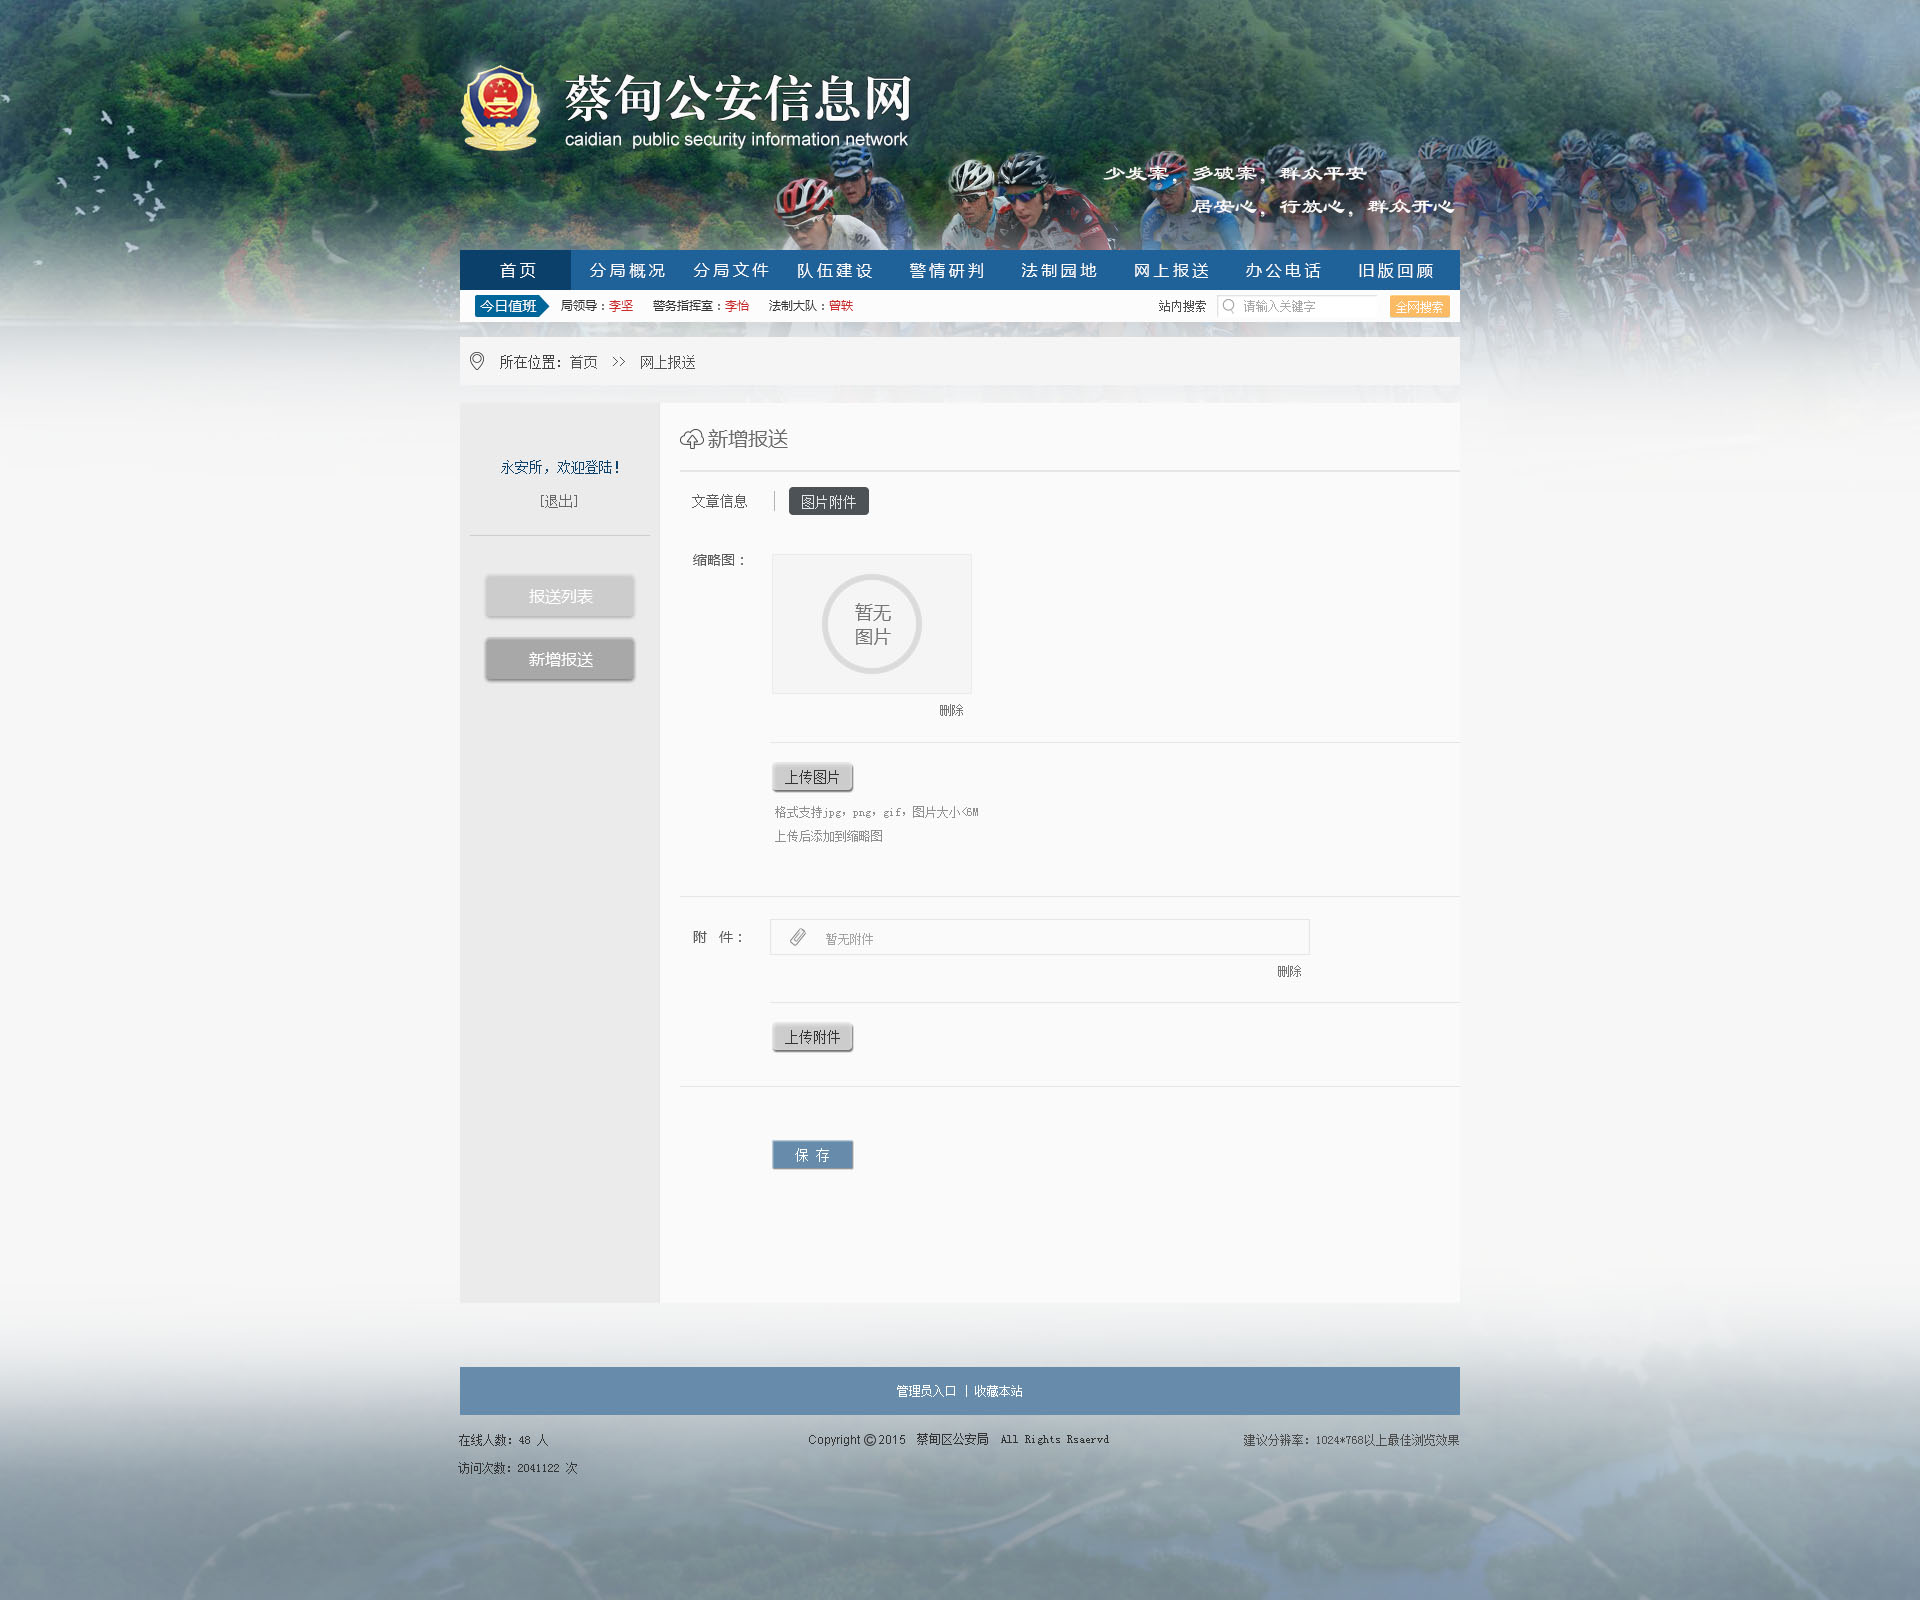 蔡甸公安信息网
caidian public security information network
少发案，多破案，群众平安
居安心，行放心，群众开心
首页 分局概况 分局文件 队伍建设 警情研判 法制园地 网上报送 办公电话 旧版回顾
今日值班 局领导：李坚 警务指挥室：李怡 法制大队：曾轶 站内搜索 请输入关键字 全网搜索
所在位置：首页 >> 网上报送
永安所，欢迎登陆！
[退出]
报送列表
新增报送
新增报送
文章信息 | 图片附件
缩略图：
暂无
图片
删除
上传图片
格式支持jpg，png，gif，图片大小<6M
上传后添加到缩略图
附 件：
暂无附件
删除
上传附件
保 存
管理员入口 | 收藏本站
在线人数：48 人
Copyright ©2015 蔡甸区公安局 All Rights Rsaervd
建议分辨率：1024*768以上最佳浏览效果
访问次数：2041122 次